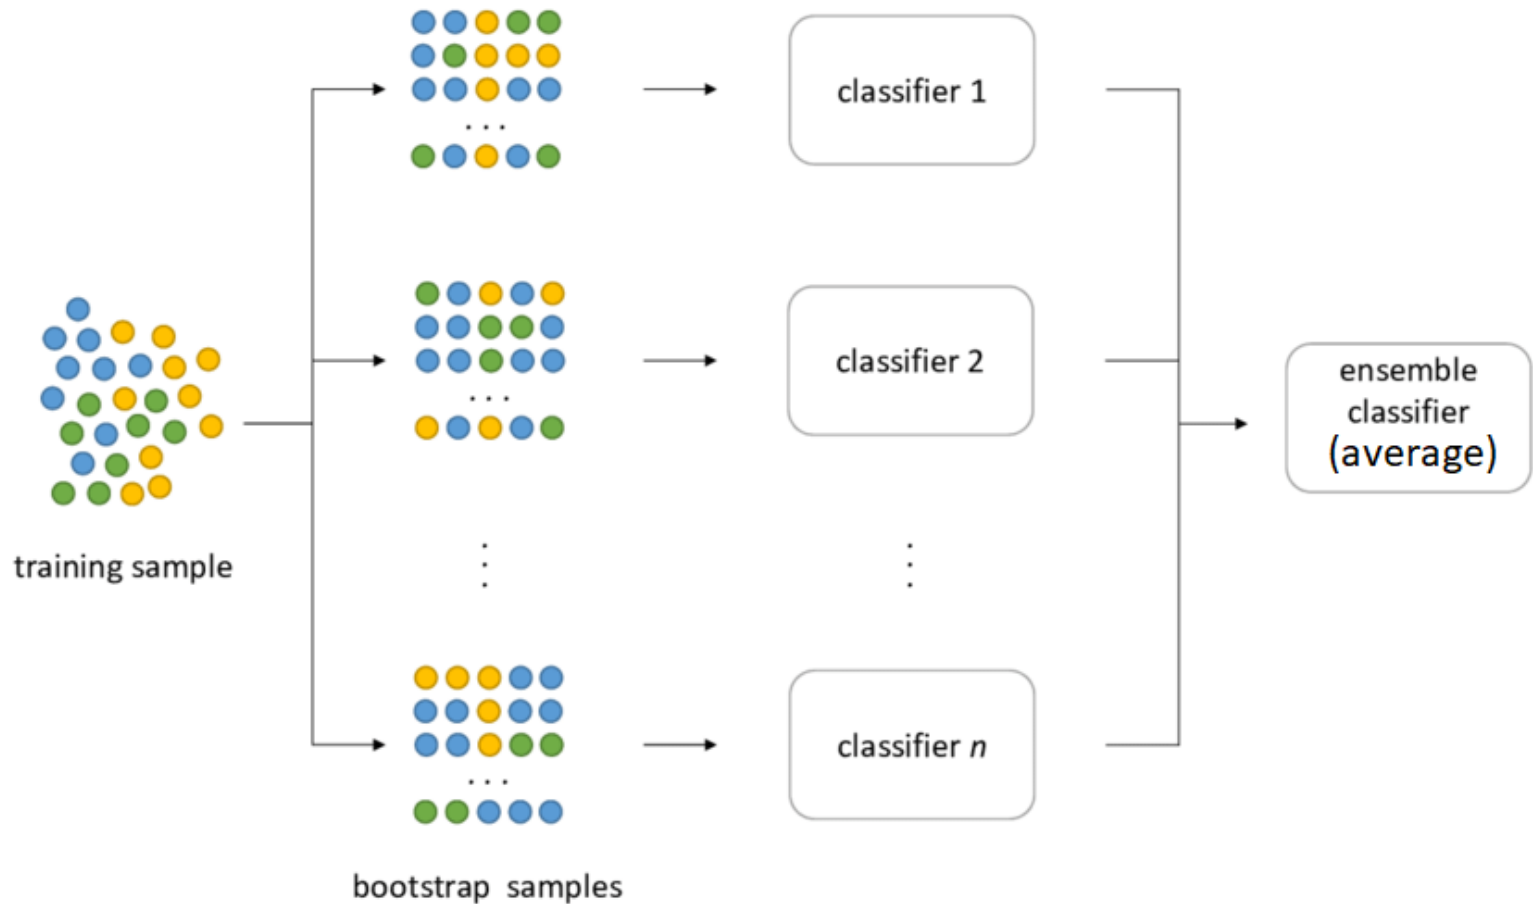 classifier 1
. . .
classifier 2
. . .
ensemble
classifier
(average)
training sample
classifier n
. . .
bootstrap samples